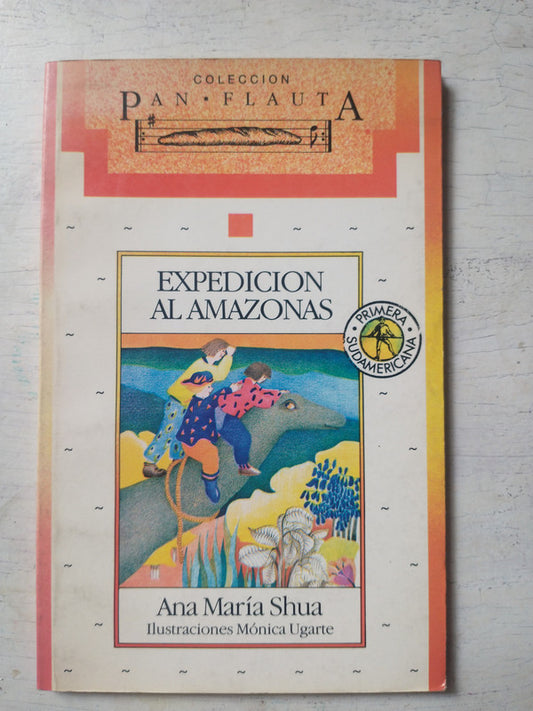 COLECCION
PAN • FLAUTA
EXPEDICION
AL AMAZONAS
• PRIMERA •
SUDAMERICANA
Ana María Shua
Ilustraciones Mónica Ugarte